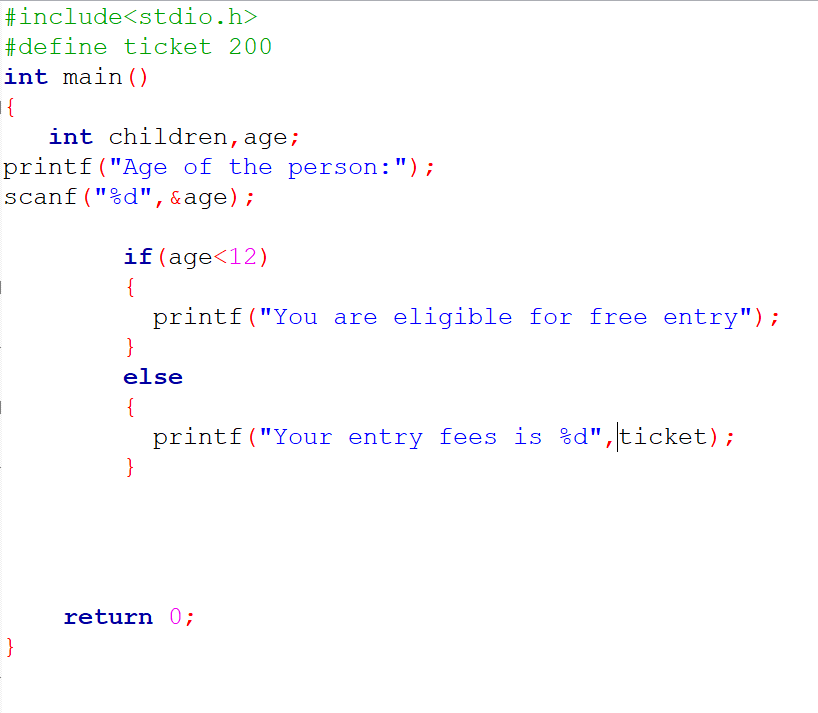 #include<stdio.h>
#define ticket 200
int main()
{
int children,age;
printf("Age of the person:");
scanf("%d",&age);
if(age<12)
{
printf("You are eligible for free entry");
}
else
{
printf("Your entry fees is %d",ticket);
}
return 0;
}